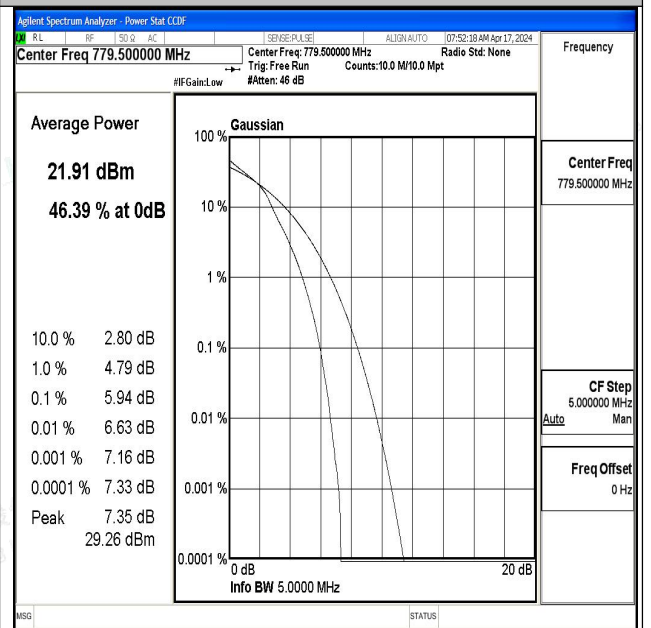 Agilent Spectrum Analyzer - Power Stat CCDF
LXI RL RF 50 Ω AC SENSE:PULSE ALIGN AUTO 07:52:18 AM Apr 17, 2024
Center Freq 779.500000 MHz
Center Freq: 779.500000 MHz Radio Std: None
Trig: Free Run Counts:10.0 M/10.0 Mpt
#IFGain:Low #Atten: 46 dB
Frequency
Average Power
21.91 dBm
46.39 % at 0dB
10.0 % 2.80 dB
1.0 % 4.79 dB
0.1 % 5.94 dB
0.01 % 6.63 dB
0.001 % 7.16 dB
0.0001 % 7.33 dB
Peak 7.35 dB
29.26 dBm
Gaussian
100 %
10 %
1 %
0.1 %
0.01 %
0.001 %
0.0001 %
0 dB 20 dB
Info BW 5.0000 MHz
Center Freq
779.500000 MHz
CF Step
5.000000 MHz
Auto Man
Freq Offset
0 Hz
MSG STATUS